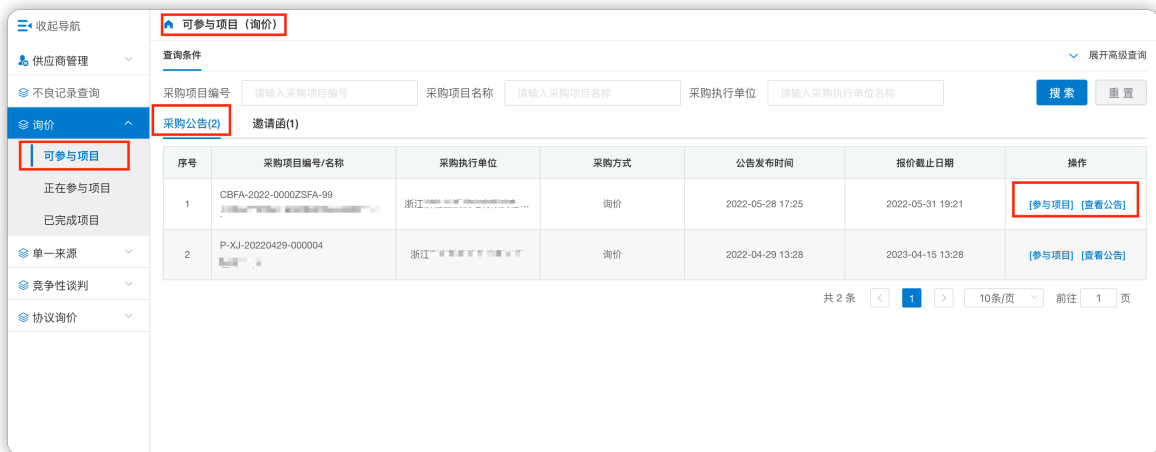 收起导航
供应商管理
不良记录查询
询价
可参与项目
正在参与项目
已完成项目
单一来源
竞争性谈判
协议询价
可参与项目（询价）
查询条件 展开高级查询
采购项目编号 请输入采购项目编号 采购项目名称 请输入采购项目名称 采购执行单位 请输入采购执行单位名称 搜索 重置
采购公告(2) 邀请函(1)
序号 采购项目编号/名称 采购执行单位 采购方式 公告发布时间 报价截止日期 操作
CBFA-2022-0000ZSFA-99
1 浙江 ... 询价 2022-05-28 17:25 2022-05-31 19:21 [参与项目] [查看公告]
P-XJ-20220429-000004
2 浙江 询价 2022-04-29 13:28 2023-04-15 13:28 [参与项目] [查看公告]
共 2 条 < 1 > 10条/页 前往 1 页